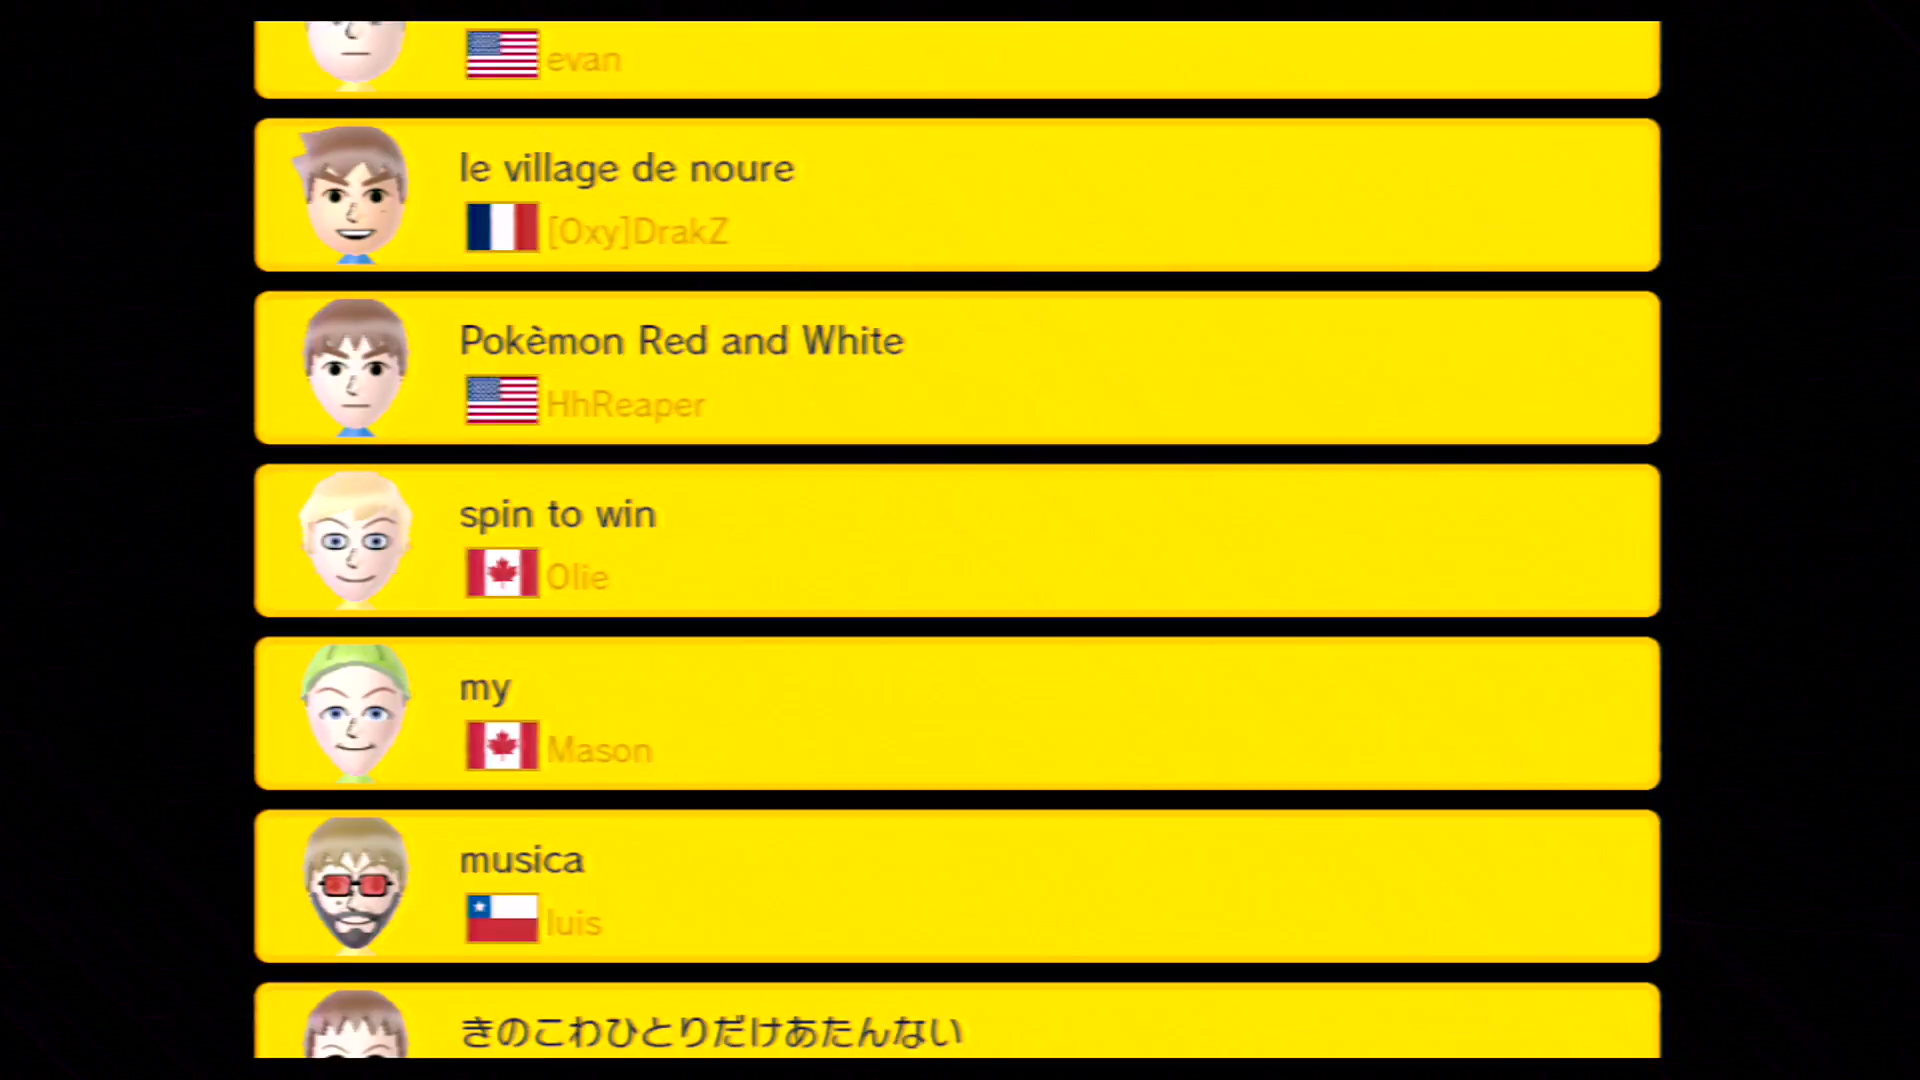 evan
le village de noure
[Oxy]DrakZ
Pokèmon Red and White
HhReaper
spin to win
Olie
my
Mason
musica
luis
きのこわひとりだけあたんない